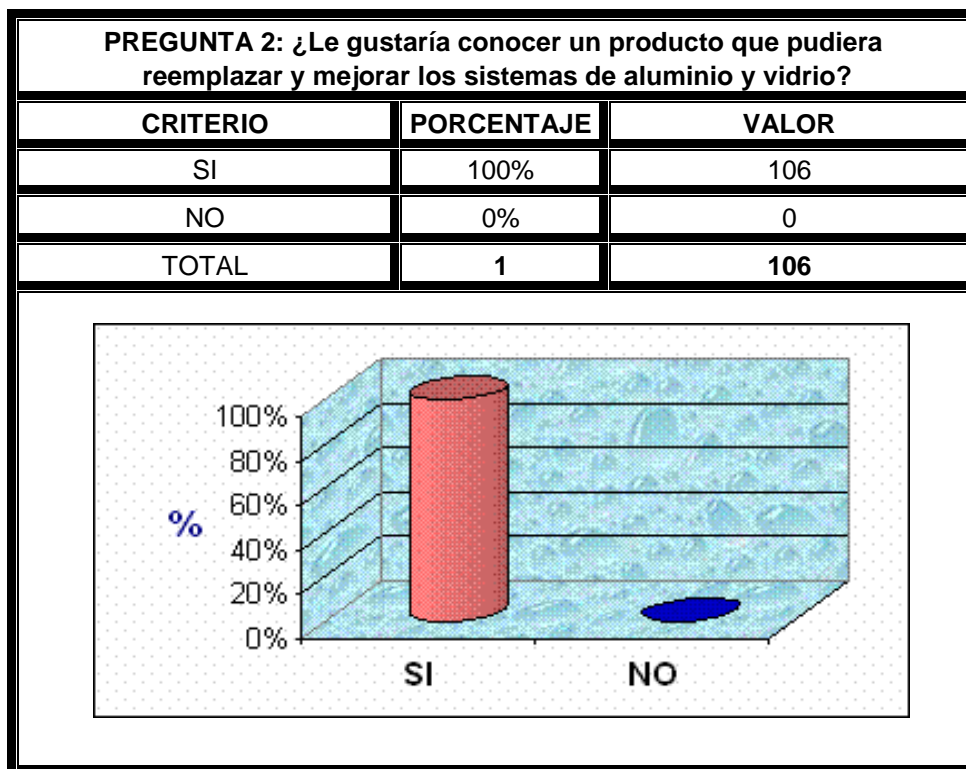 PREGUNTA 2: ¿Le gustaría conocer un producto que pudiera
reemplazar y mejorar los sistemas de aluminio y vidrio?
CRITERIO PORCENTAJE VALOR
SI 100% 106
NO 0% 0
TOTAL 1 106
100%
80%
60%
%
40%
20%
0%
SI NO